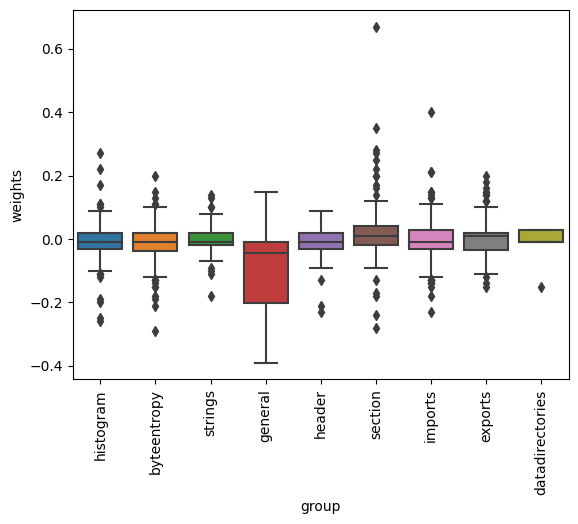 0.6
0.4
0.2
0.0
−0.2
−0.4
weights
histogram
byteentropy
strings
general
header
section
imports
exports
datadirectories
group